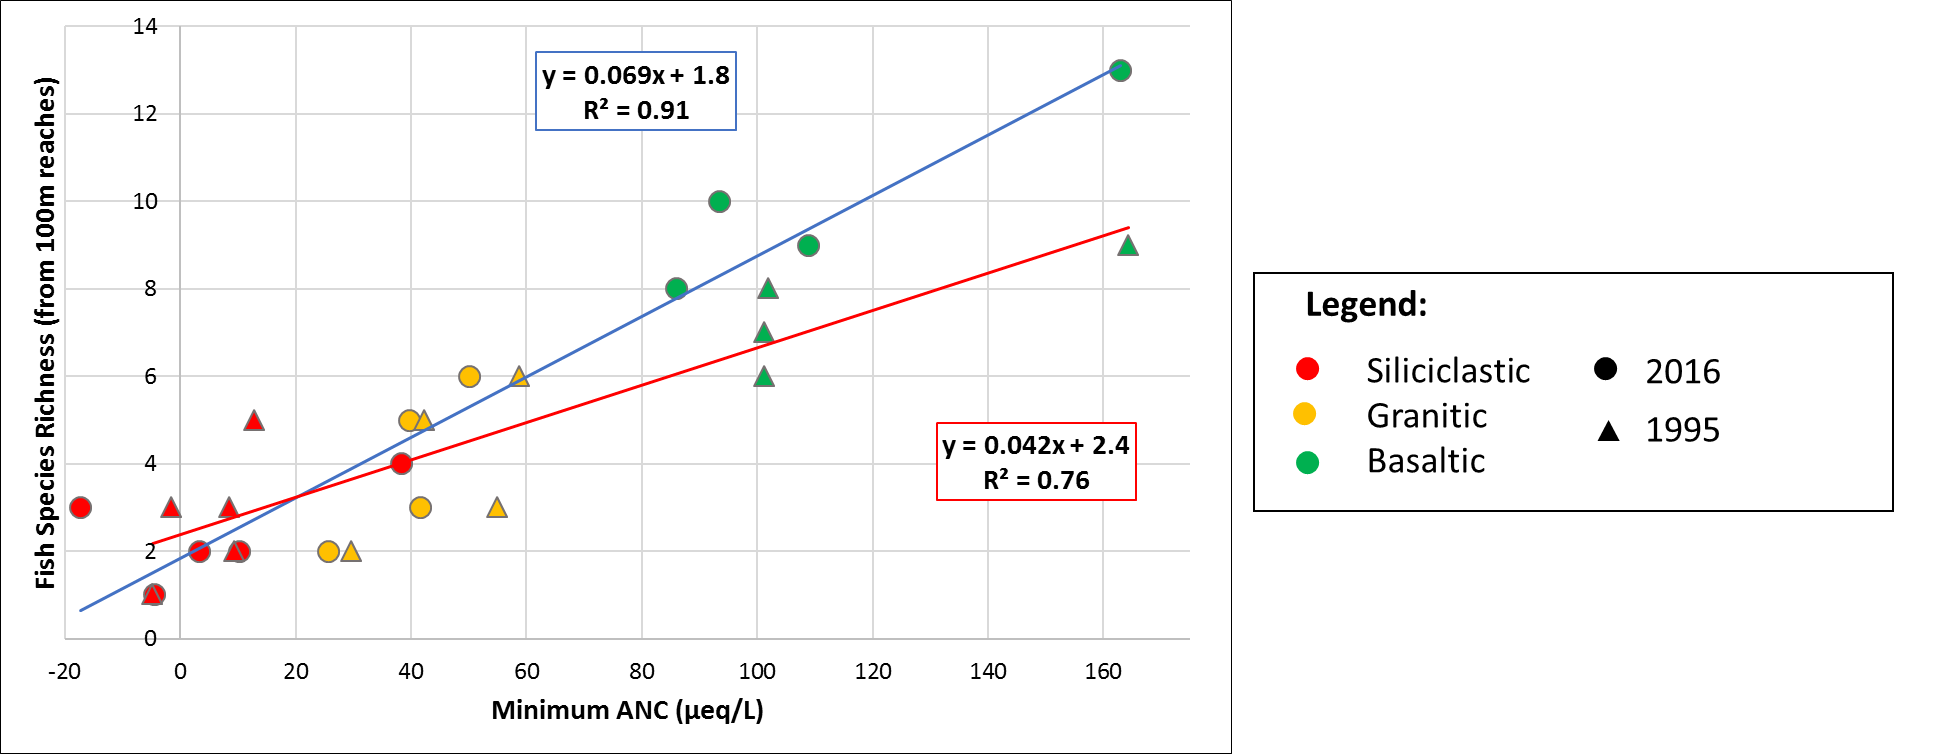 14
12
10
8
6
4
2
0
-20 0 20 40 60 80 100 120 140 160
Fish Species Richness (from 100m reaches)
Minimum ANC (µeq/L)
y = 0.069x + 1.8
R² = 0.91
y = 0.042x + 2.4
R² = 0.76
Legend:
Siliciclastic
Granitic
Basaltic
2016
1995